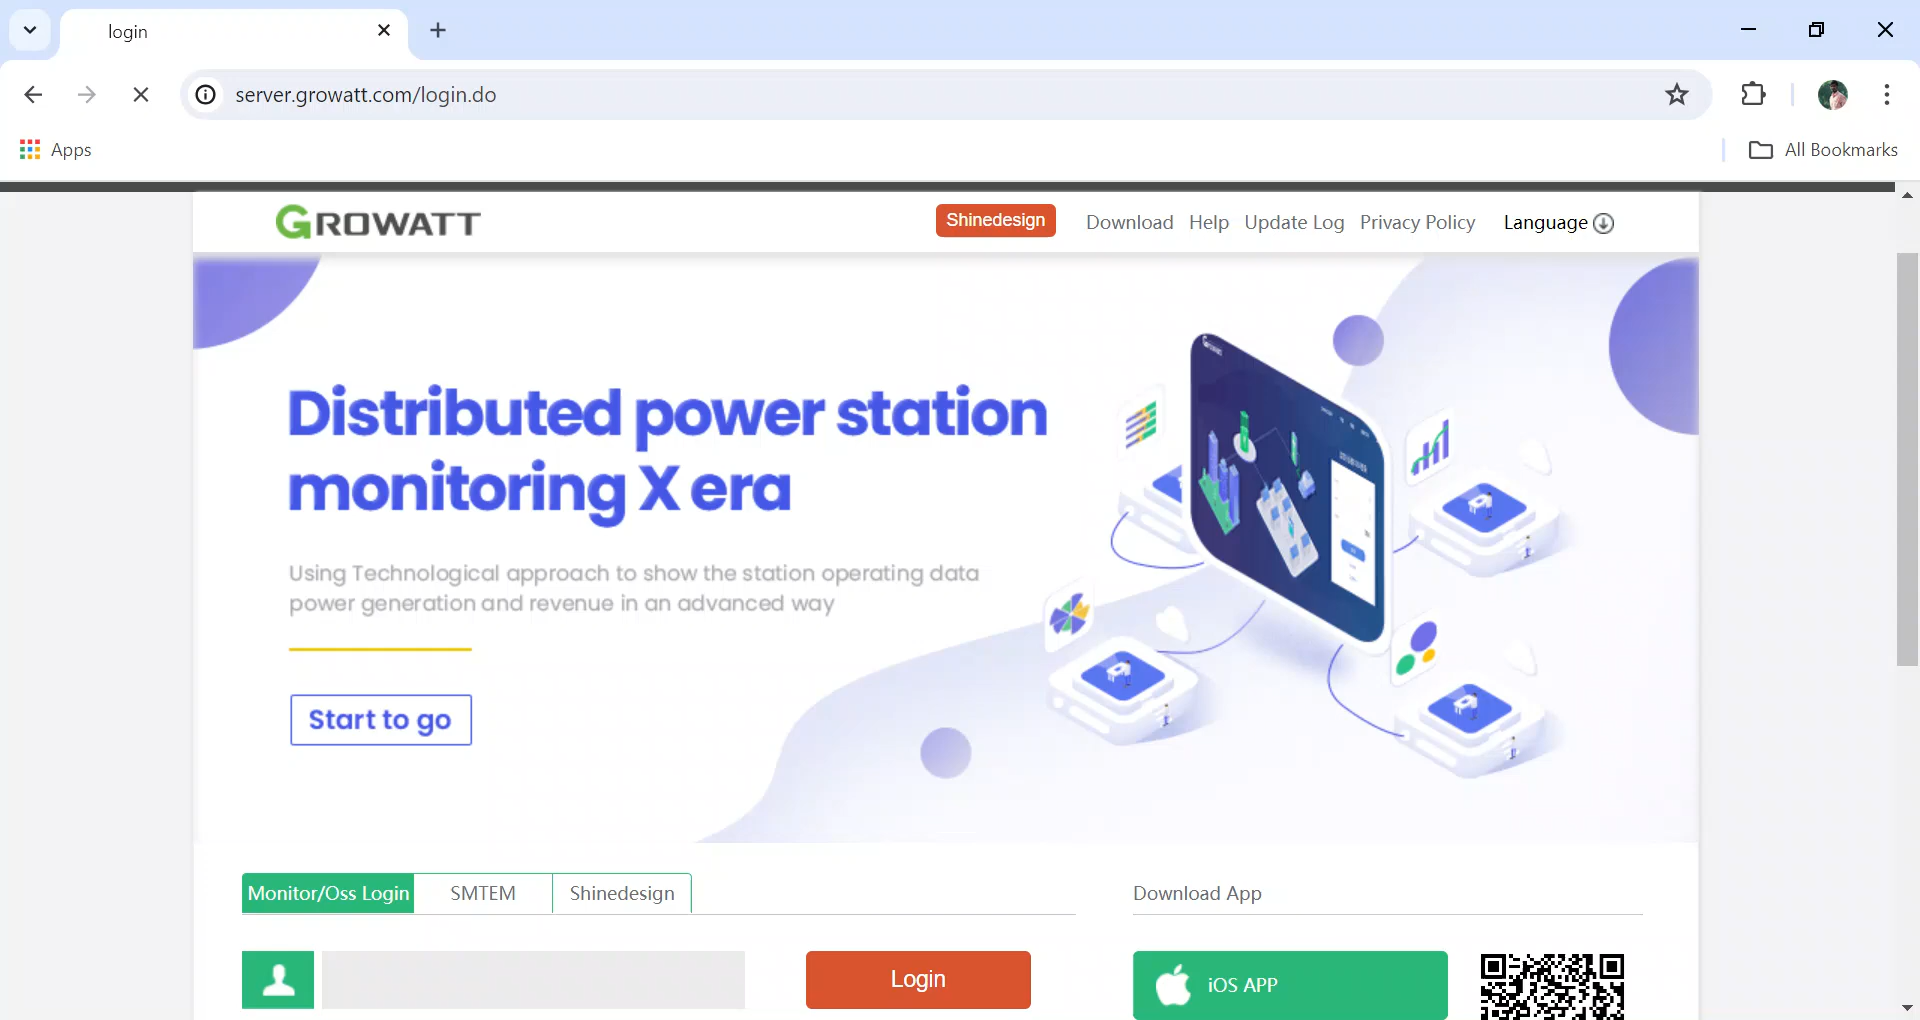 login
server.growatt.com/login.do
Apps
All Bookmarks
GROWATT
Shinedesign
Download
Help
Update Log
Privacy Policy
Language
Distributed power station
monitoring X era
Using Technological approach to show the station operating data
power generation and revenue in an advanced way
Start to go
Monitor/Oss Login
SMTEM
Shinedesign
Download App
Login
iOS APP